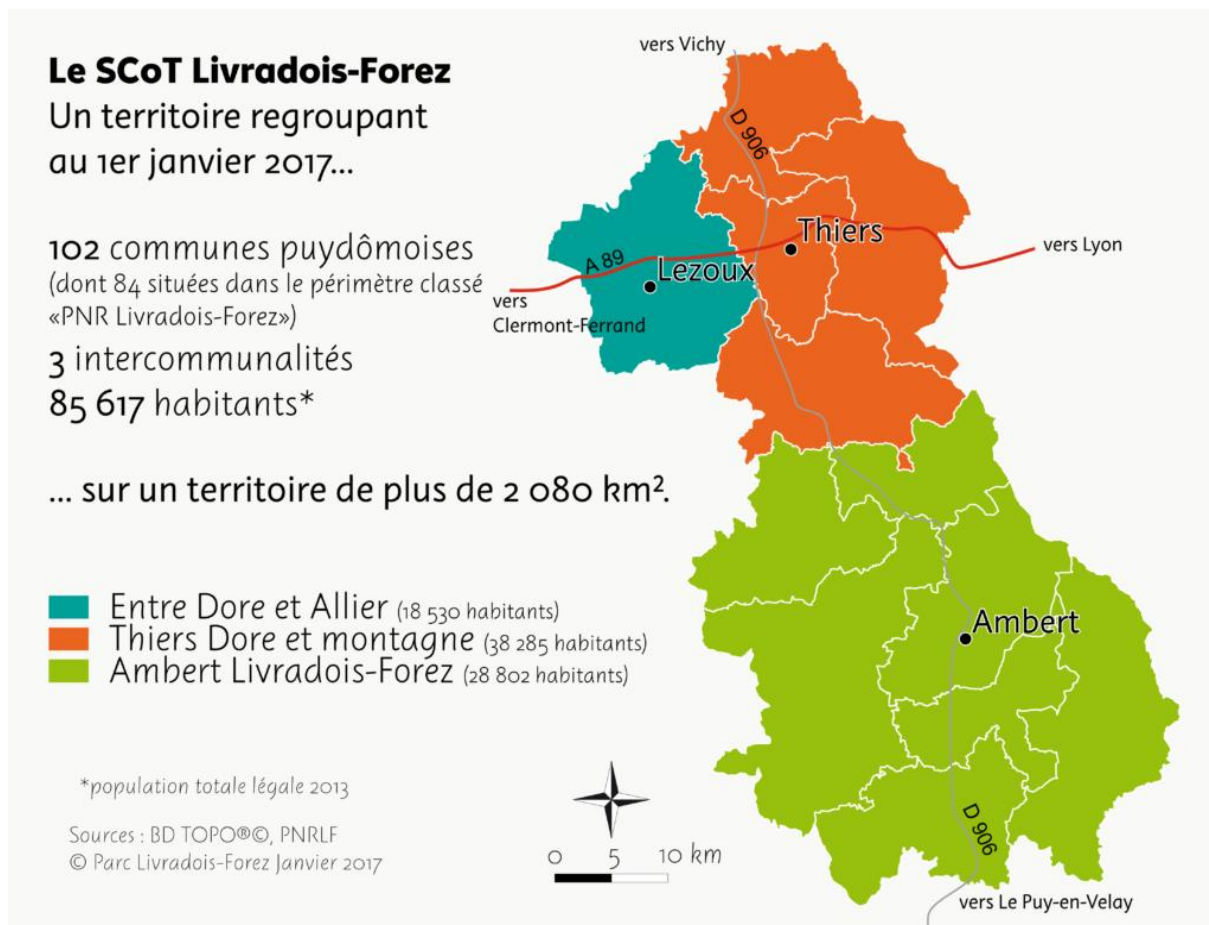 Le SCoT Livradois-Forez
Un territoire regroupant
au 1er janvier 2017...
102 communes puydômoises
(dont 84 situées dans le périmètre classé
«PNR Livradois-Forez»)
3 intercommunalités
85 617 habitants*
... sur un territoire de plus de 2 080 km².
Entre Dore et Allier (18 530 habitants)
Thiers Dore et montagne (38 285 habitants)
Ambert Livradois-Forez (28 802 habitants)
*population totale légale 2013
Sources : BD TOPO®©, PNRLF
© Parc Livradois-Forez Janvier 2017
0 5 10 km
vers Vichy
D 906
Thiers
vers Lyon
A 89
Lezoux
vers
Clermont-Ferrand
Ambert
D 906
vers Le Puy-en-Velay